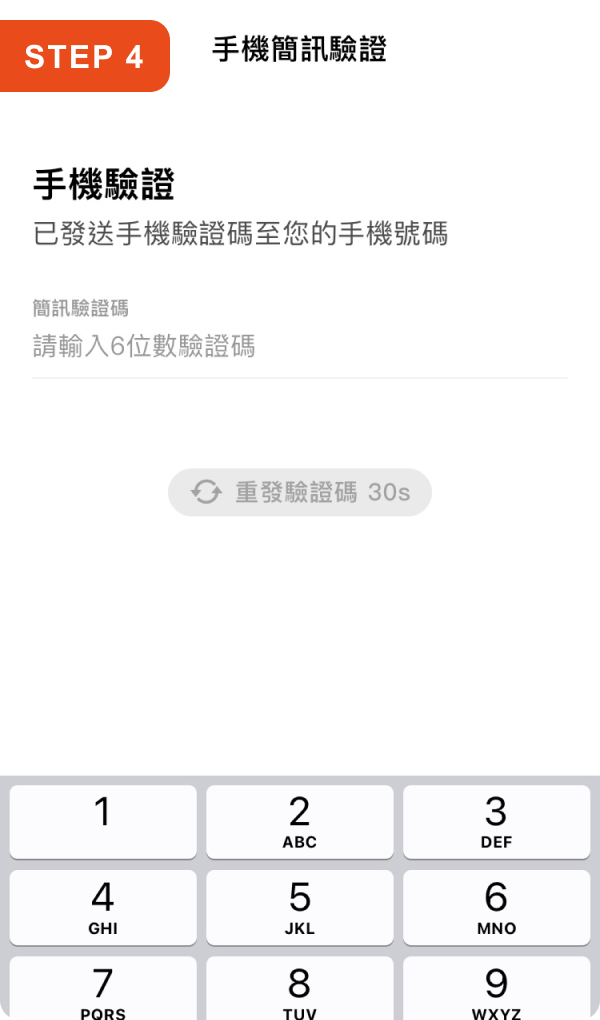 STEP 4
手機簡訊驗證
手機驗證
已發送手機驗證碼至您的手機號碼
簡訊驗證碼
請輸入6位數驗證碼
重發驗證碼 30s
1 2 3
ABC DEF
4 5 6
GHI JKL MNO
7 8 9
PQRS TUV WXYZ